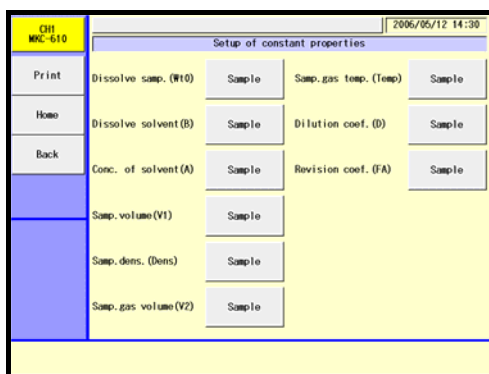 CH1
MKC-610
2006/05/12 14:30
Setup of constant properties
Print
Home
Back
Dissolve samp.(Wt0) Sample
Samp.gas temp.(Temp) Sample
Dissolve solvent(B) Sample
Dilution coef.(D) Sample
Conc. of solvent(A) Sample
Revision coef.(FA) Sample
Samp.volume(V1) Sample
Samp.dens.(Dens) Sample
Samp.gas volume(V2) Sample